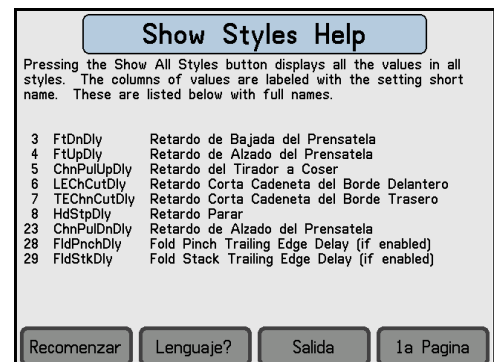 Show Styles Help
Pressing the Show All Styles button displays all the values in all
styles. The columns of values are labeled with the setting short
name. These are listed below with full names.
3 FtDnDly Retardo de Bajada del Prensatela
4 FtUpDly Retardo de Alzado del Prensatela
5 ChnPulUpDly Retardo del Tirador a Coser
6 LEChCutDly Retardo Corta Cadeneta del Borde Delantero
7 TEChnCutDly Retardo Corta Cadeneta del Borde Trasero
8 HdStpDly Retardo Parar
23 ChnPulDnDly Retardo de Alzado del Prensatela
28 FldPnchDly Fold Pinch Trailing Edge Delay (if enabled)
29 FldStkDly Fold Stack Trailing Edge Delay (if enabled)
Recomenzar Lenguaje? Salida 1a Pagina